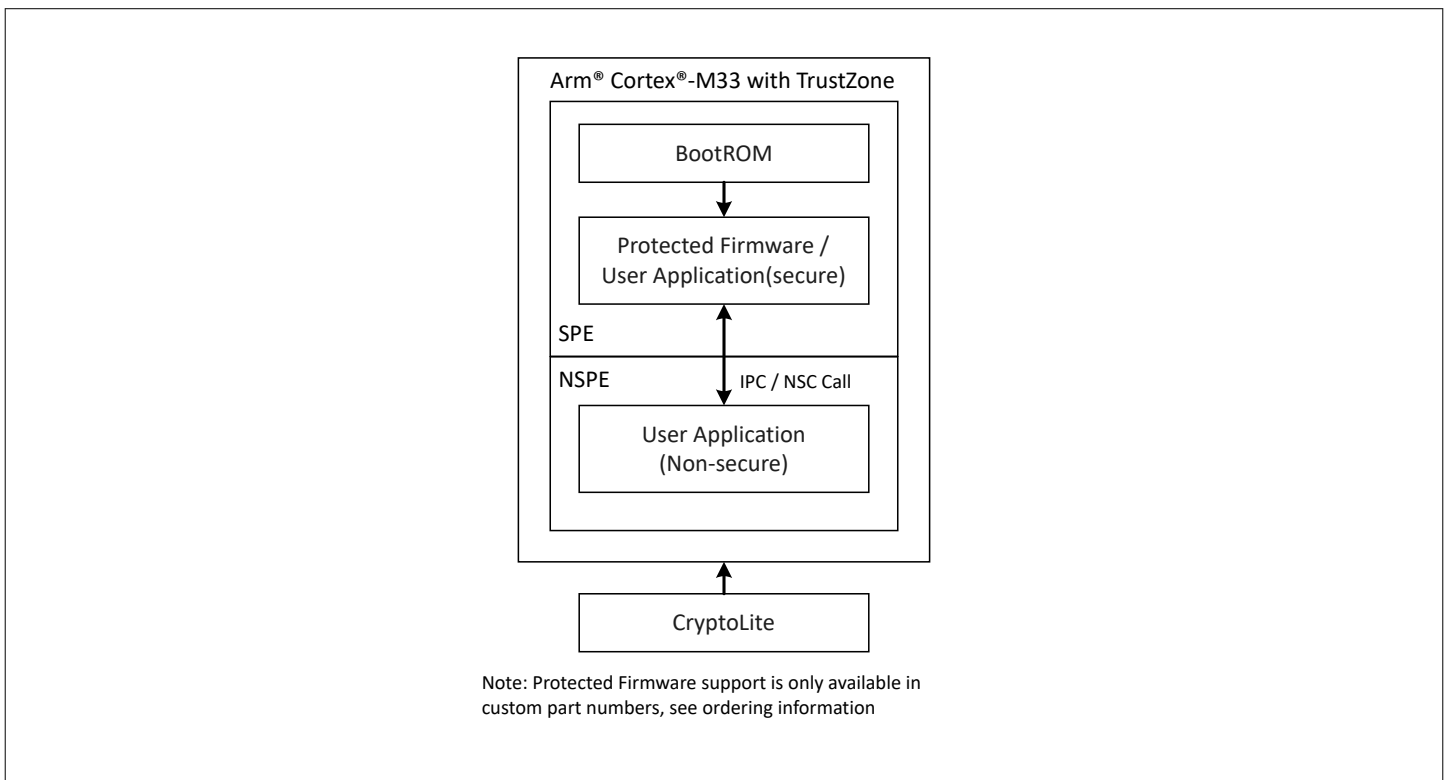 Arm® Cortex®-M33 with TrustZone
BootROM
Protected Firmware /
User Application(secure)
SPE
NSPE
IPC / NSC Call
User Application
(Non-secure)
CryptoLite
Note: Protected Firmware support is only available in
custom part numbers, see ordering information